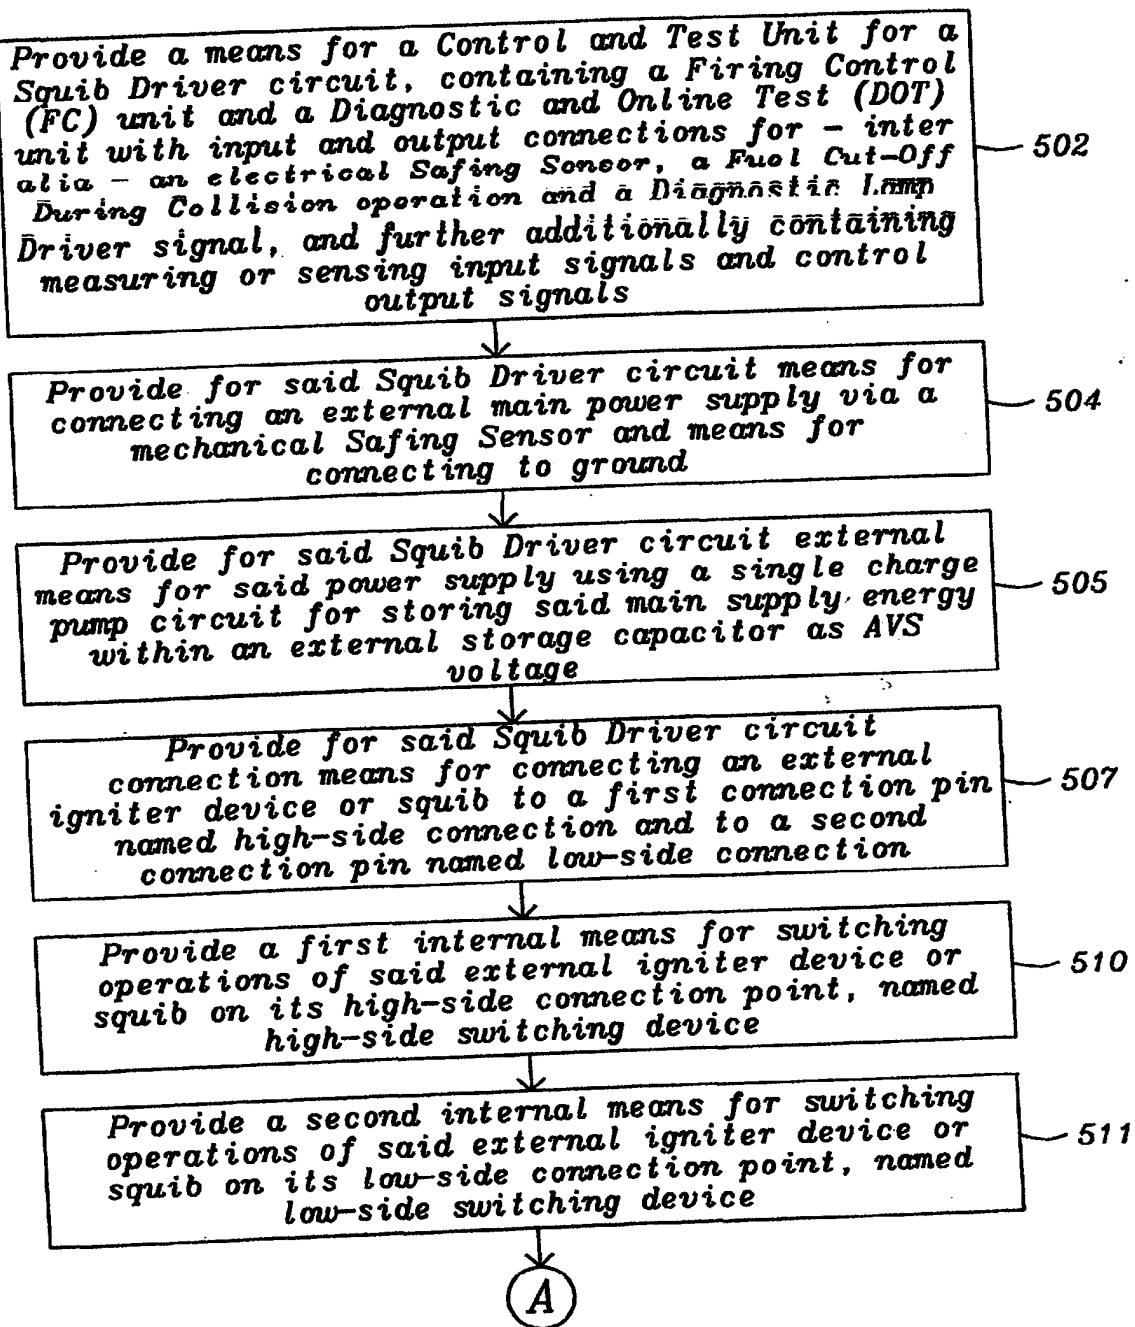 Provide a means for a Control and Test Unit for a
Squib Driver circuit, containing a Firing Control
(FC) unit and a Diagnostic and Online Test (DOT)
unit with input and output connections for - inter
alia - an electrical Safing Sensor, a Fuel Cut-Off
During Collision operation and a Diagnostic Lamp
Driver signal, and further additionally containing
measuring or sensing input signals and control
output signals
502
Provide for said Squib Driver circuit means for
connecting an external main power supply via a
mechanical Safing Sensor and means for
connecting to ground
504
Provide for said Squib Driver circuit external
means for said power supply using a single charge
pump circuit for storing said main supply energy
within an external storage capacitor as AVS
voltage
505
Provide for said Squib Driver circuit
connection means for connecting an external
igniter device or squib to a first connection pin
named high-side connection and to a second
connection pin named low-side connection
507
Provide a first internal means for switching
operations of said external igniter device or
squib on its high-side connection point, named
high-side switching device
510
Provide a second internal means for switching
operations of said external igniter device or
squib on its low-side connection point, named
low-side switching device
511
A